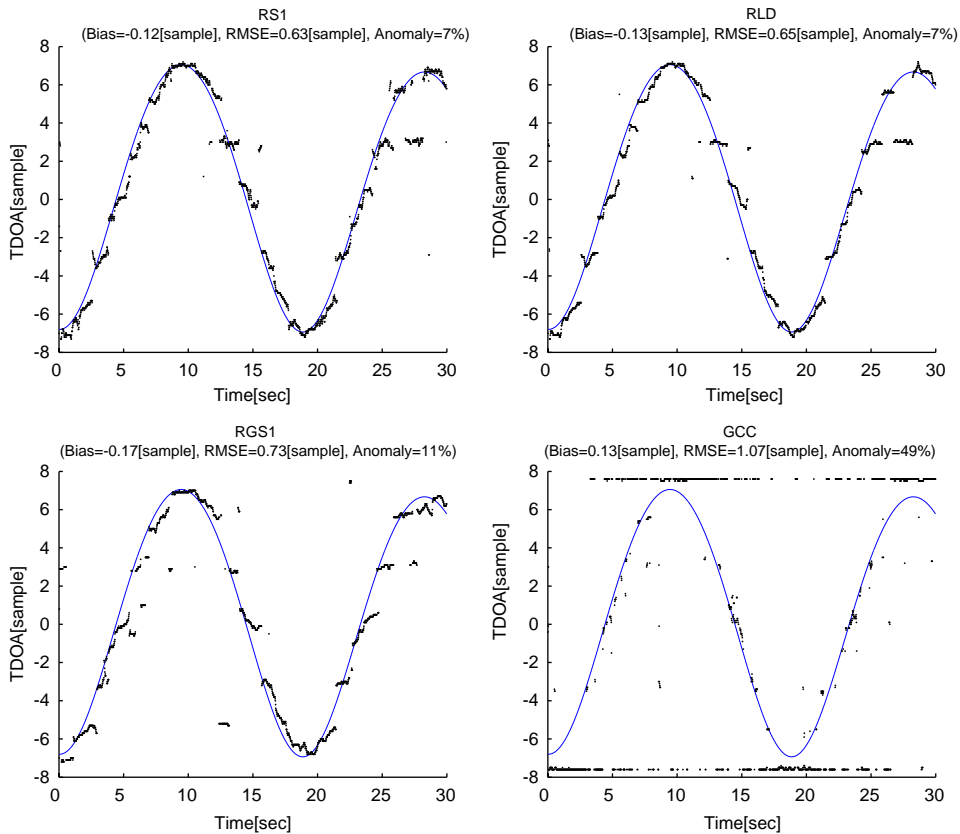 RS1
(Bias=-0.12[sample], RMSE=0.63[sample], Anomaly=7%)
8
6
4
2
0
-2
-4
-6
-8
TDOA[sample]
0 5 10 15 20 25 30
Time[sec]
RLD
(Bias=-0.13[sample], RMSE=0.65[sample], Anomaly=7%)
8
6
4
2
0
-2
-4
-6
-8
TDOA[sample]
0 5 10 15 20 25 30
Time[sec]
RGS1
(Bias=-0.17[sample], RMSE=0.73[sample], Anomaly=11%)
8
6
4
2
0
-2
-4
-6
-8
TDOA[sample]
0 5 10 15 20 25 30
Time[sec]
GCC
(Bias=0.13[sample], RMSE=1.07[sample], Anomaly=49%)
8
6
4
2
0
-2
-4
-6
-8
TDOA[sample]
0 5 10 15 20 25 30
Time[sec]